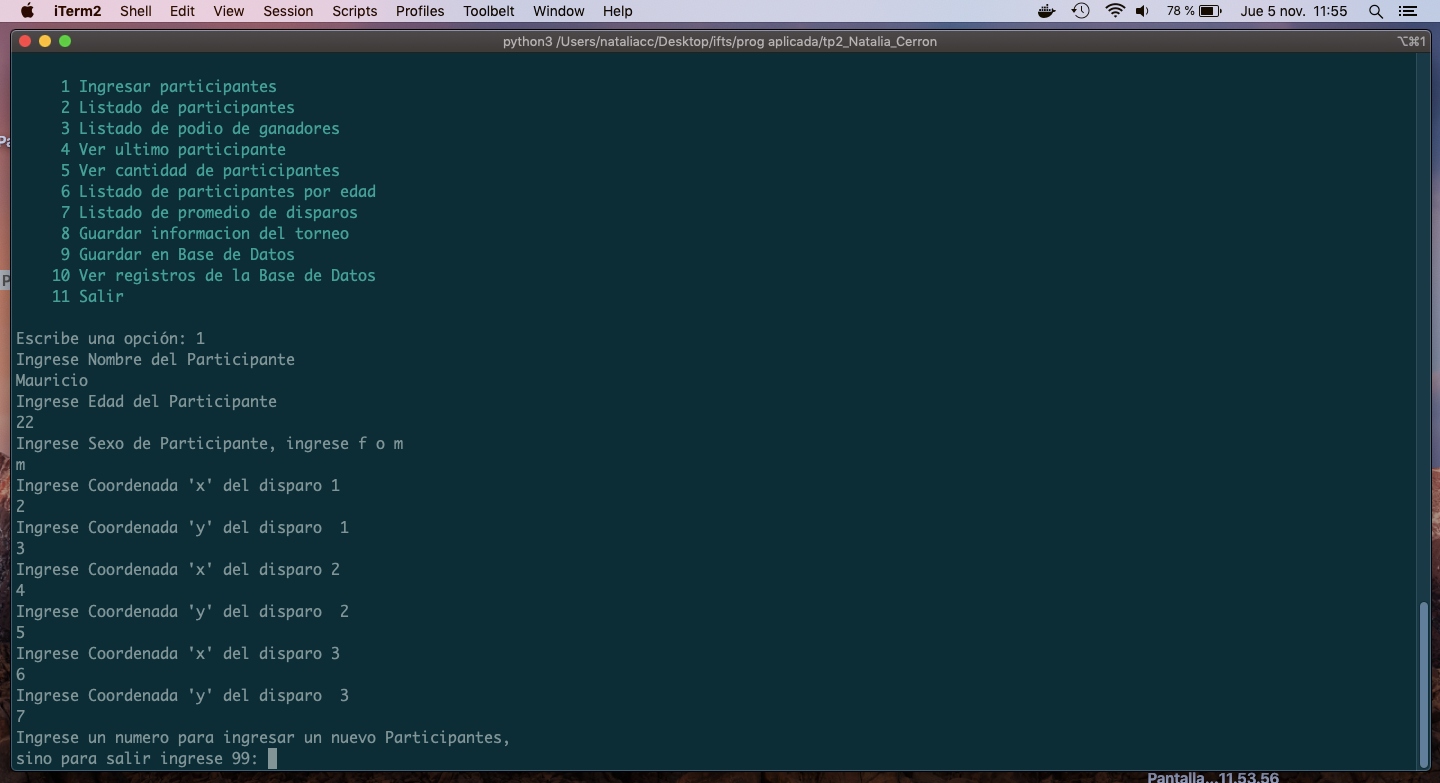 iTerm2 Shell Edit View Session Scripts Profiles Toolbelt Window Help 78 % Jue 5 nov. 11:55
python3 /Users/nataliacc/Desktop/ifts/prog aplicada/tp2_Natalia_Cerron ⌥⌘1
1 Ingresar participantes
2 Listado de participantes
3 Listado de podio de ganadores
4 Ver ultimo participante
5 Ver cantidad de participantes
6 Listado de participantes por edad
7 Listado de promedio de disparos
8 Guardar informacion del torneo
9 Guardar en Base de Datos
10 Ver registros de la Base de Datos
11 Salir
Escribe una opción: 1
Ingrese Nombre del Participante
Mauricio
Ingrese Edad del Participante
22
Ingrese Sexo de Participante, ingrese f o m
m
Ingrese Coordenada 'x' del disparo 1
2
Ingrese Coordenada 'y' del disparo  1
3
Ingrese Coordenada 'x' del disparo 2
4
Ingrese Coordenada 'y' del disparo  2
5
Ingrese Coordenada 'x' del disparo 3
6
Ingrese Coordenada 'y' del disparo  3
7
Ingrese un numero para ingresar un nuevo Participantes,
sino para salir ingrese 99:
Pantalla...11.53.56